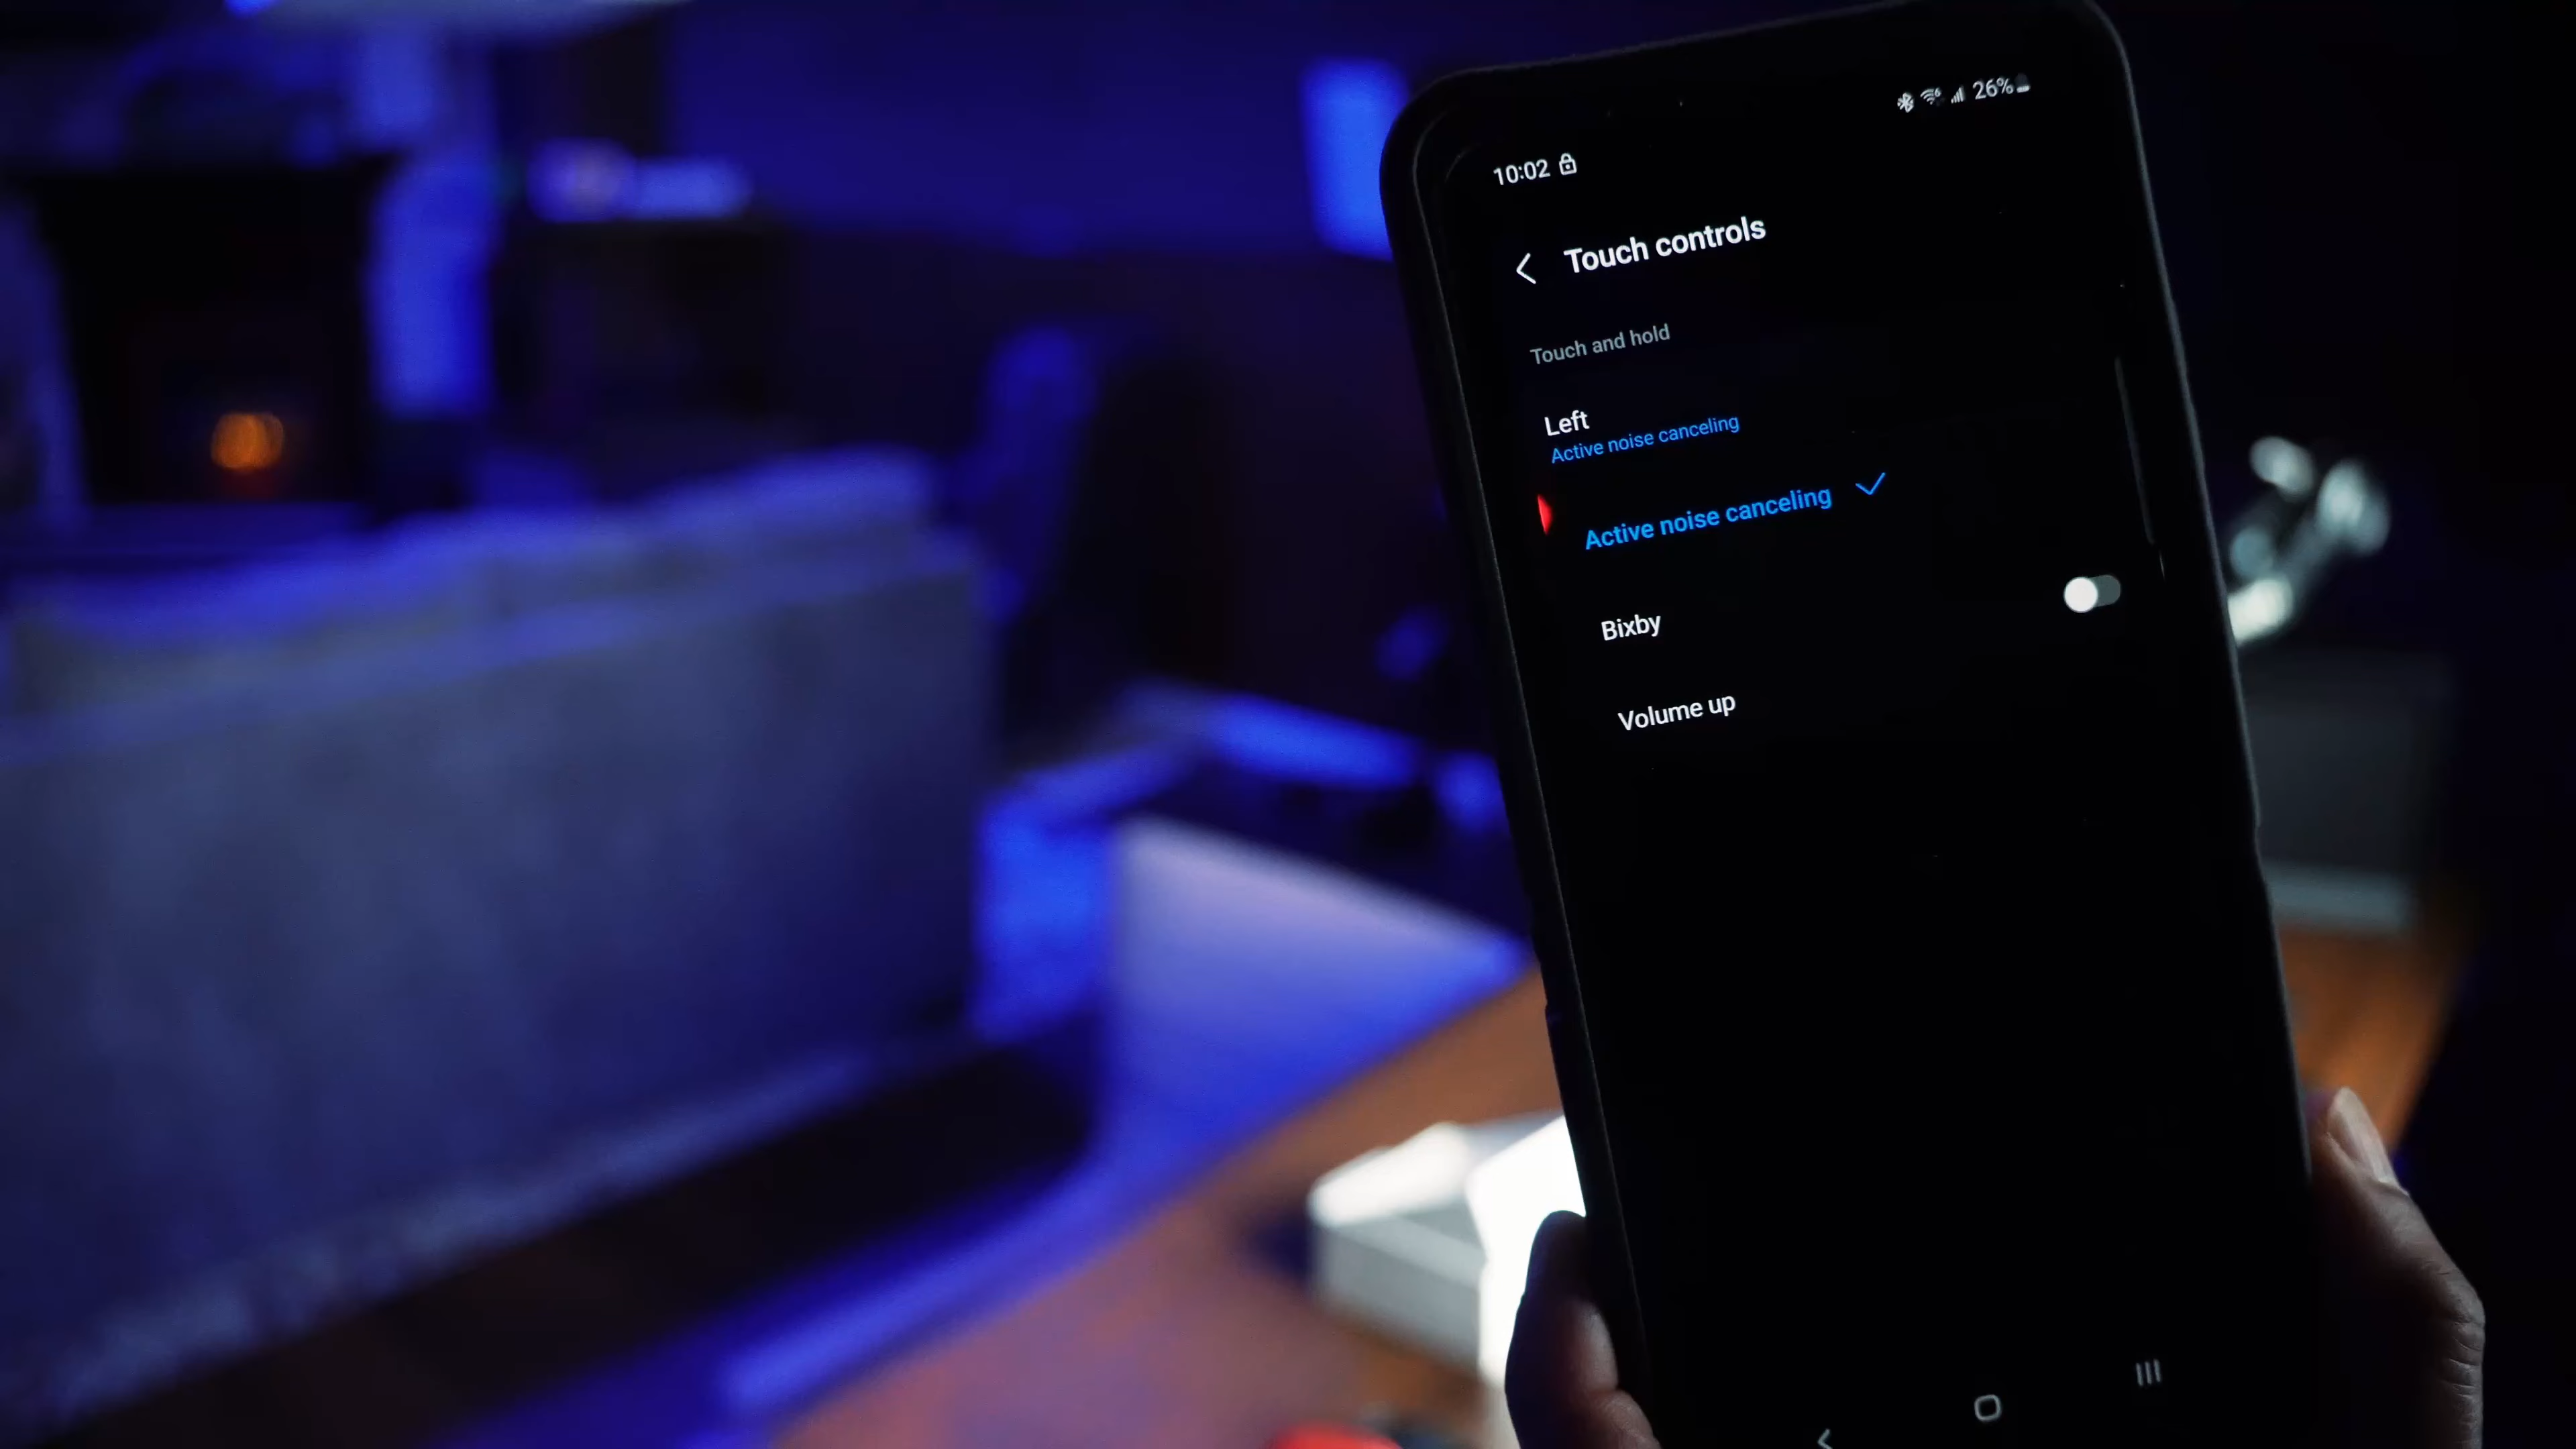 10:02
26%
Touch controls
Touch and hold
Left
Active noise canceling
Active noise canceling
Bixby
Volume up